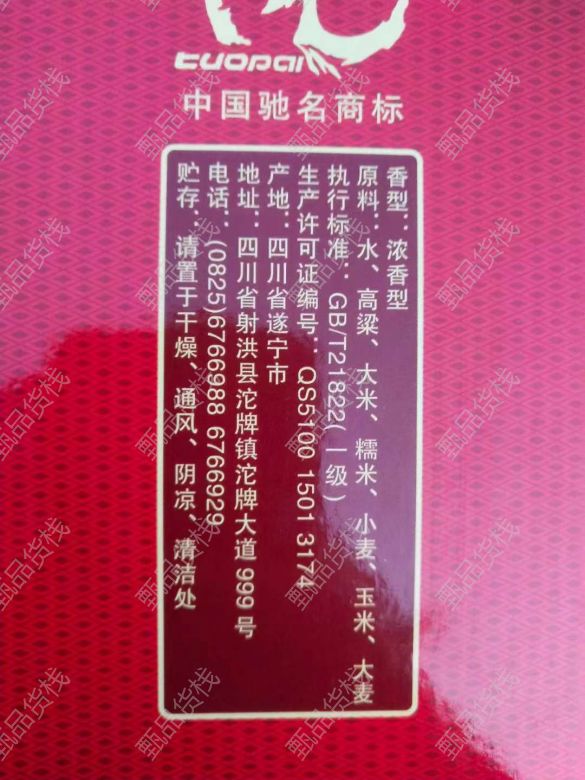 tuopai
中国驰名商标
香型：浓香型
原料：水、高粱、大米、糯米、小麦、玉米、大麦
执行标准：GB/T21822(一级)
生产许可证编号：QS5100 1501 3174
产地：四川省遂宁市
地址：四川省射洪县沱牌镇沱牌大道999号
电话：(0825)6766988 6766929
贮存：请置于干燥、通风、阴凉、清洁处
甄品货栈